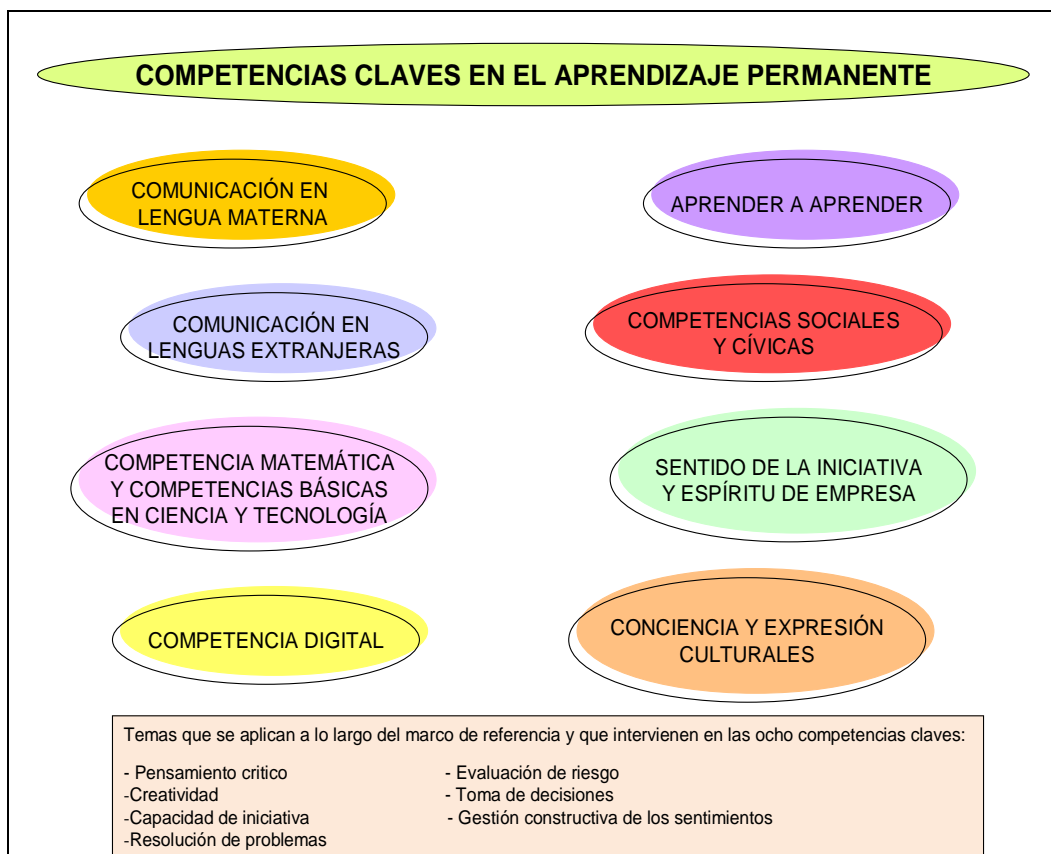 COMPETENCIAS CLAVES EN EL APRENDIZAJE PERMANENTE
COMUNICACIÓN EN
LENGUA MATERNA
APRENDER A APRENDER
COMUNICACIÓN EN
LENGUAS EXTRANJERAS
COMPETENCIAS SOCIALES
Y CÍVICAS
COMPETENCIA MATEMÁTICA
Y COMPETENCIAS BÁSICAS
EN CIENCIA Y TECNOLOGÍA
SENTIDO DE LA INICIATIVA
Y ESPÍRITU DE EMPRESA
COMPETENCIA DIGITAL
CONCIENCIA Y EXPRESIÓN
CULTURALES
Temas que se aplican a lo largo del marco de referencia y que intervienen en las ocho competencias claves:
- Pensamiento critico
-Creatividad
-Capacidad de iniciativa
-Resolución de problemas
- Evaluación de riesgo
- Toma de decisiones
- Gestión constructiva de los sentimientos